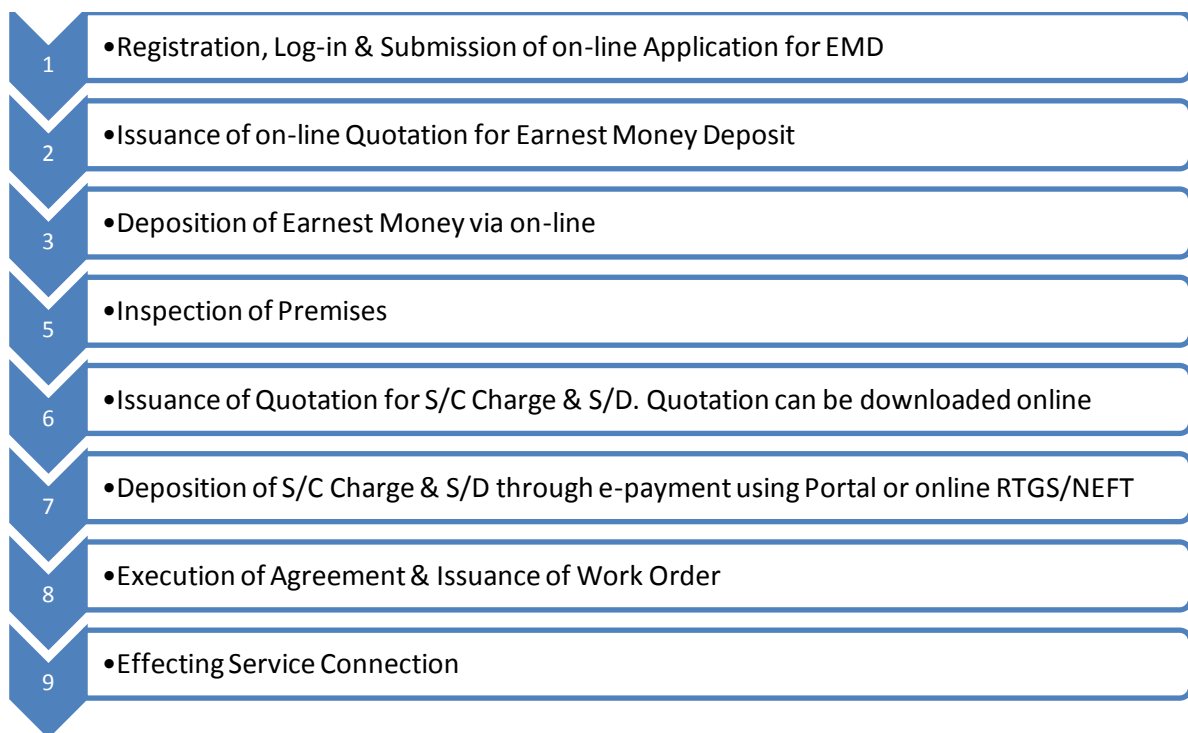 1
•Registration, Log-in & Submission of on-line Application for EMD
2
•Issuance of on-line Quotation for Earnest Money Deposit
3
•Deposition of Earnest Money via on-line
5
•Inspection of Premises
6
•Issuance of Quotation for S/C Charge & S/D. Quotation can be downloaded online
7
•Deposition of S/C Charge & S/D through e-payment using Portal or online RTGS/NEFT
8
•Execution of Agreement & Issuance of Work Order
9
•Effecting Service Connection